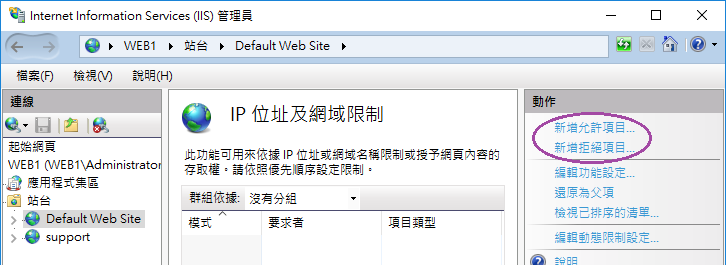 Internet Information Services (IIS) 管理員
WEB1 ▸ 站台 ▸ Default Web Site ▸
檔案(F) 檢視(V) 說明(H)
連線
起始網頁
WEB1 (WEB1\Administrator
應用程式集區
站台
Default Web Site
support
IP 位址及網域限制
此功能可用來依據 IP 位址或網域名稱限制或授予網頁內容的
存取權。請依照優先順序設定限制。
群組依據: 沒有分組
模式 要求者 項目類型
動作
新增允許項目...
新增拒絕項目...
編輯功能設定...
還原為父項
檢視已排序的清單...
編輯動態限制設定...
說明